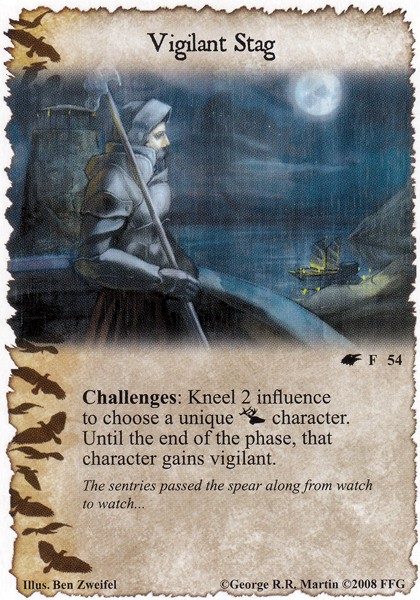 Vigilant Stag
F 54
Challenges: Kneel 2 influence
to choose a unique character.
Until the end of the phase, that
character gains vigilant.
The sentries passed the spear along from watch
to watch...
Illus. Ben Zweifel ©George R.R. Martin ©2008 FFG